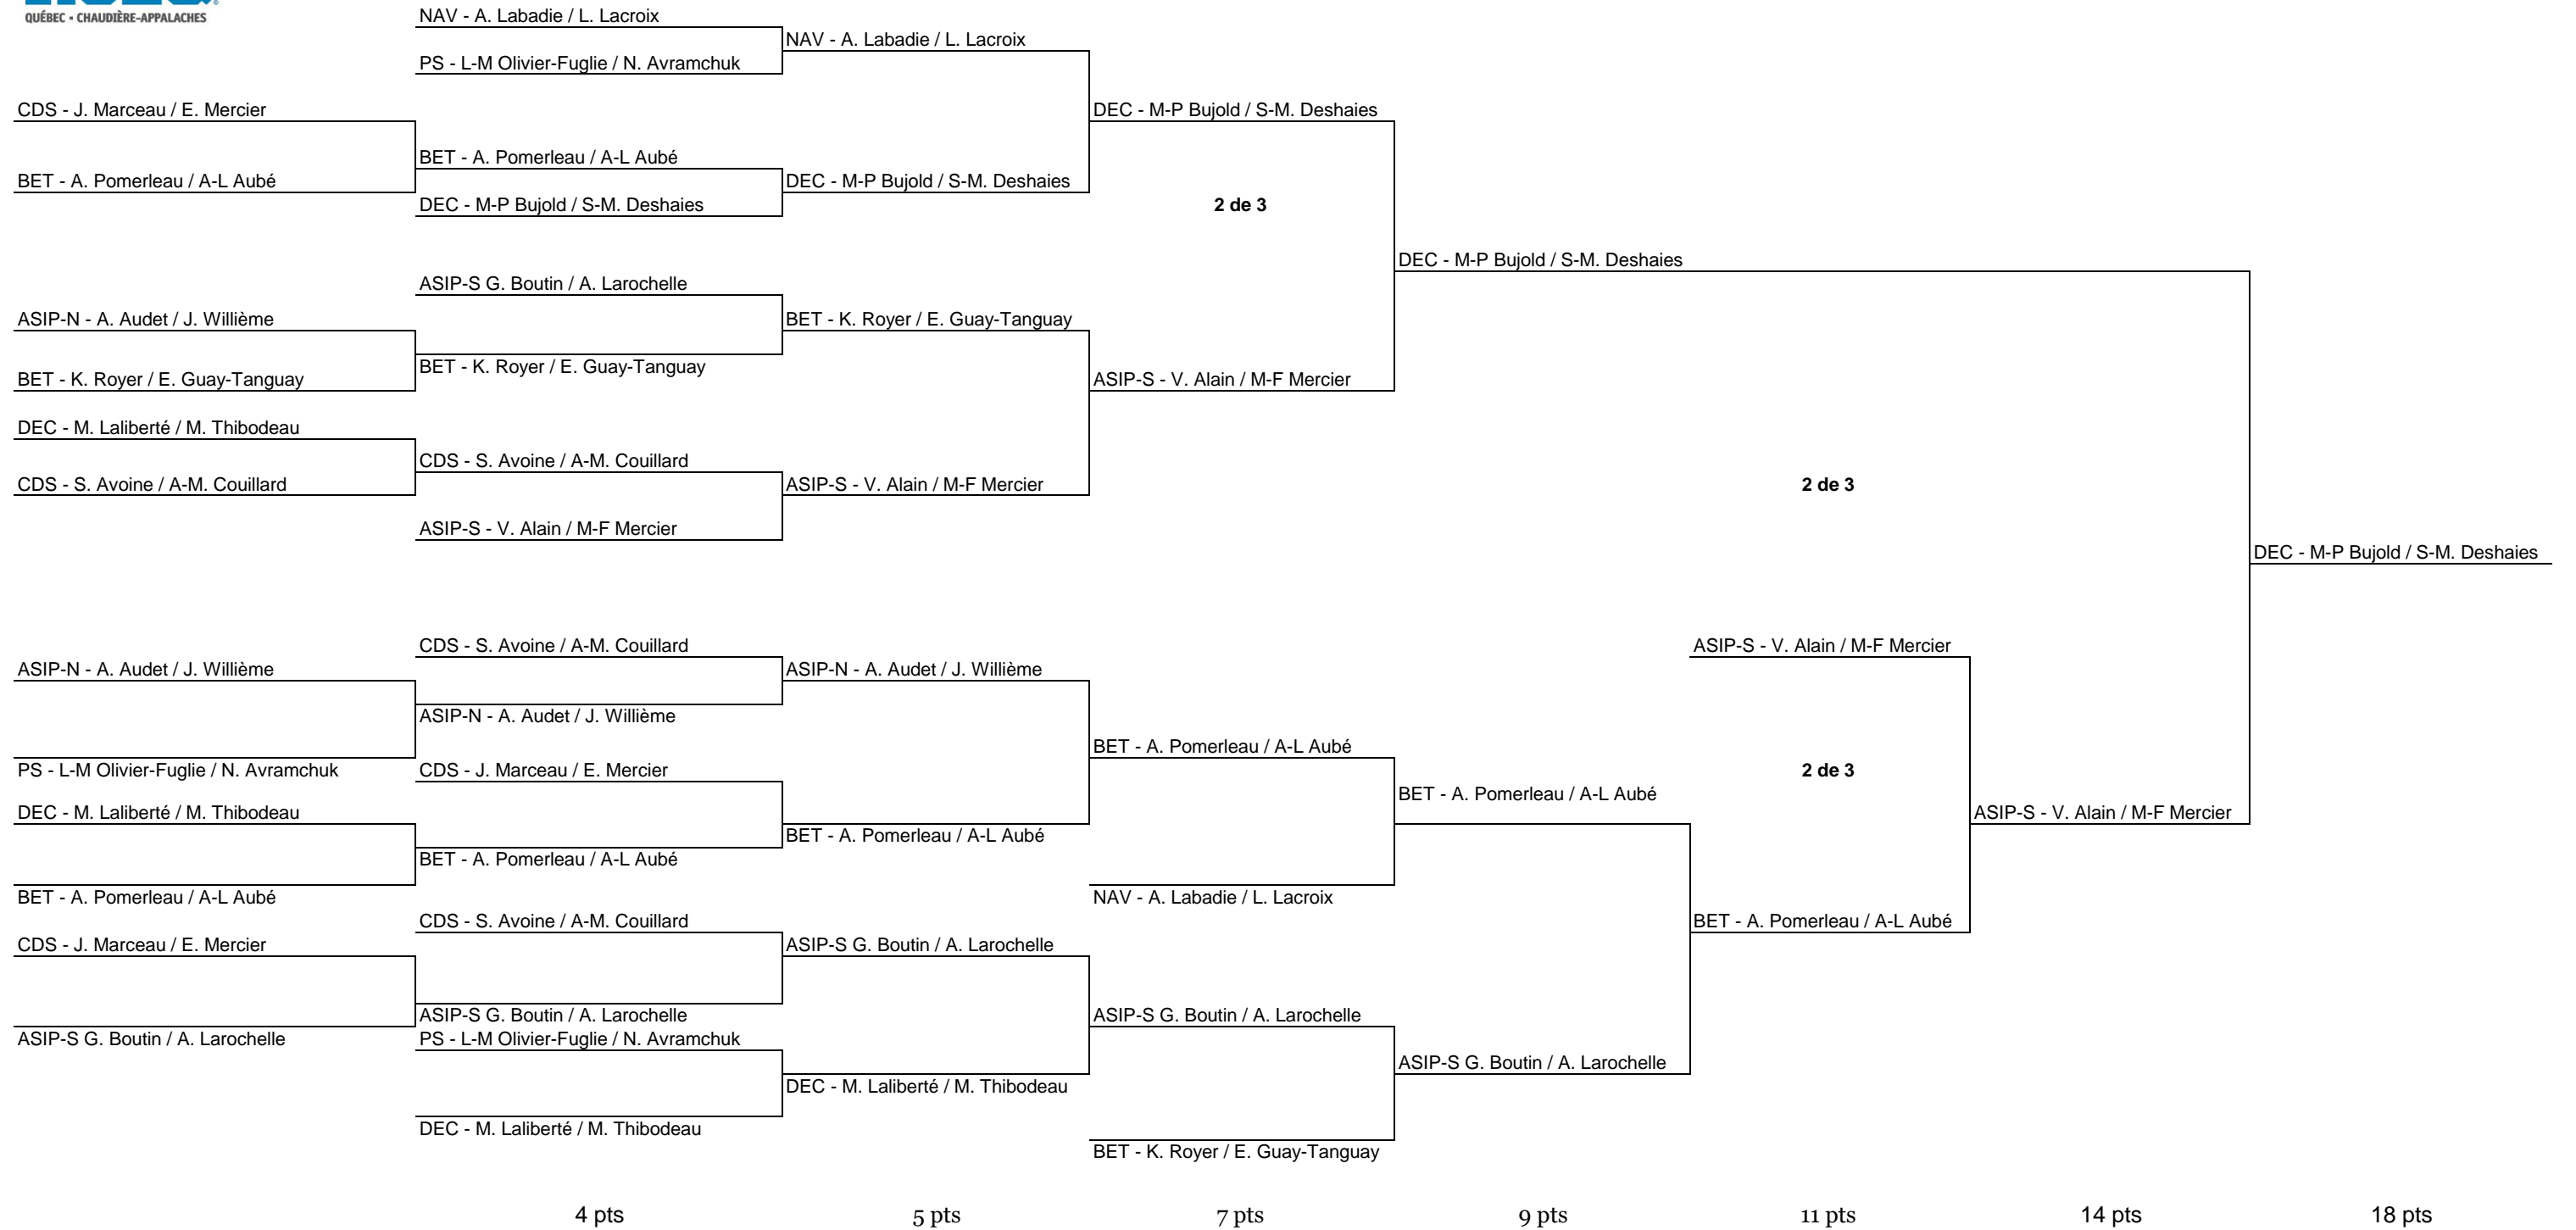 QUÉBEC - CHAUDIÈRE-APPALACHES
NAV - A. Labadie / L. Lacroix
NAV - A. Labadie / L. Lacroix
PS - L-M Olivier-Fuglie / N. Avramchuk
CDS - J. Marceau / E. Mercier
DEC - M-P Bujold / S-M. Deshaies
BET - A. Pomerleau / A-L Aubé
BET - A. Pomerleau / A-L Aubé
DEC - M-P Bujold / S-M. Deshaies
DEC - M-P Bujold / S-M. Deshaies
2 de 3
DEC - M-P Bujold / S-M. Deshaies
ASIP-S G. Boutin / A. Larochelle
ASIP-N - A. Audet / J. Willième
BET - K. Royer / E. Guay-Tanguay
BET - K. Royer / E. Guay-Tanguay
BET - K. Royer / E. Guay-Tanguay
ASIP-S - V. Alain / M-F Mercier
DEC - M. Laliberté / M. Thibodeau
CDS - S. Avoine / A-M. Couillard
CDS - S. Avoine / A-M. Couillard
ASIP-S - V. Alain / M-F Mercier
2 de 3
ASIP-S - V. Alain / M-F Mercier
DEC - M-P Bujold / S-M. Deshaies
CDS - S. Avoine / A-M. Couillard
ASIP-S - V. Alain / M-F Mercier
ASIP-N - A. Audet / J. Willième
ASIP-N - A. Audet / J. Willième
ASIP-N - A. Audet / J. Willième
BET - A. Pomerleau / A-L Aubé
PS - L-M Olivier-Fuglie / N. Avramchuk
CDS - J. Marceau / E. Mercier
2 de 3
BET - A. Pomerleau / A-L Aubé
DEC - M. Laliberté / M. Thibodeau
ASIP-S - V. Alain / M-F Mercier
BET - A. Pomerleau / A-L Aubé
BET - A. Pomerleau / A-L Aubé
BET - A. Pomerleau / A-L Aubé
NAV - A. Labadie / L. Lacroix
CDS - S. Avoine / A-M. Couillard
BET - A. Pomerleau / A-L Aubé
CDS - J. Marceau / E. Mercier
ASIP-S G. Boutin / A. Larochelle
ASIP-S G. Boutin / A. Larochelle
ASIP-S G. Boutin / A. Larochelle
ASIP-S G. Boutin / A. Larochelle
PS - L-M Olivier-Fuglie / N. Avramchuk
ASIP-S G. Boutin / A. Larochelle
DEC - M. Laliberté / M. Thibodeau
DEC - M. Laliberté / M. Thibodeau
BET - K. Royer / E. Guay-Tanguay
4 pts
5 pts
7 pts
9 pts
11 pts
14 pts
18 pts